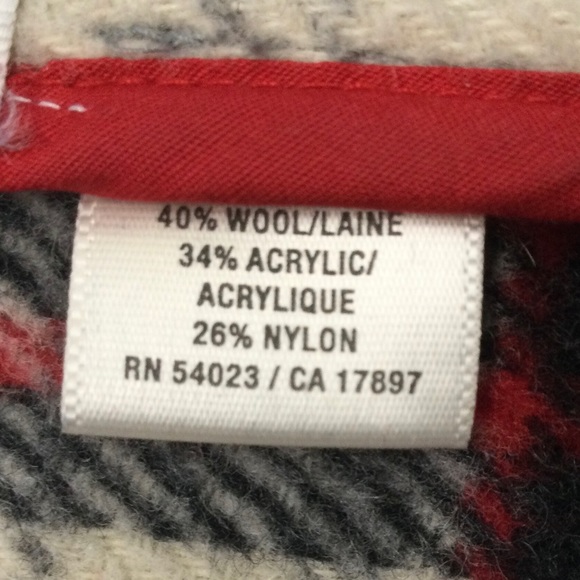 40% WOOL/LAINE
34% ACRYLIC/
ACRYLIQUE
26% NYLON
RN 54023 / CA 17897